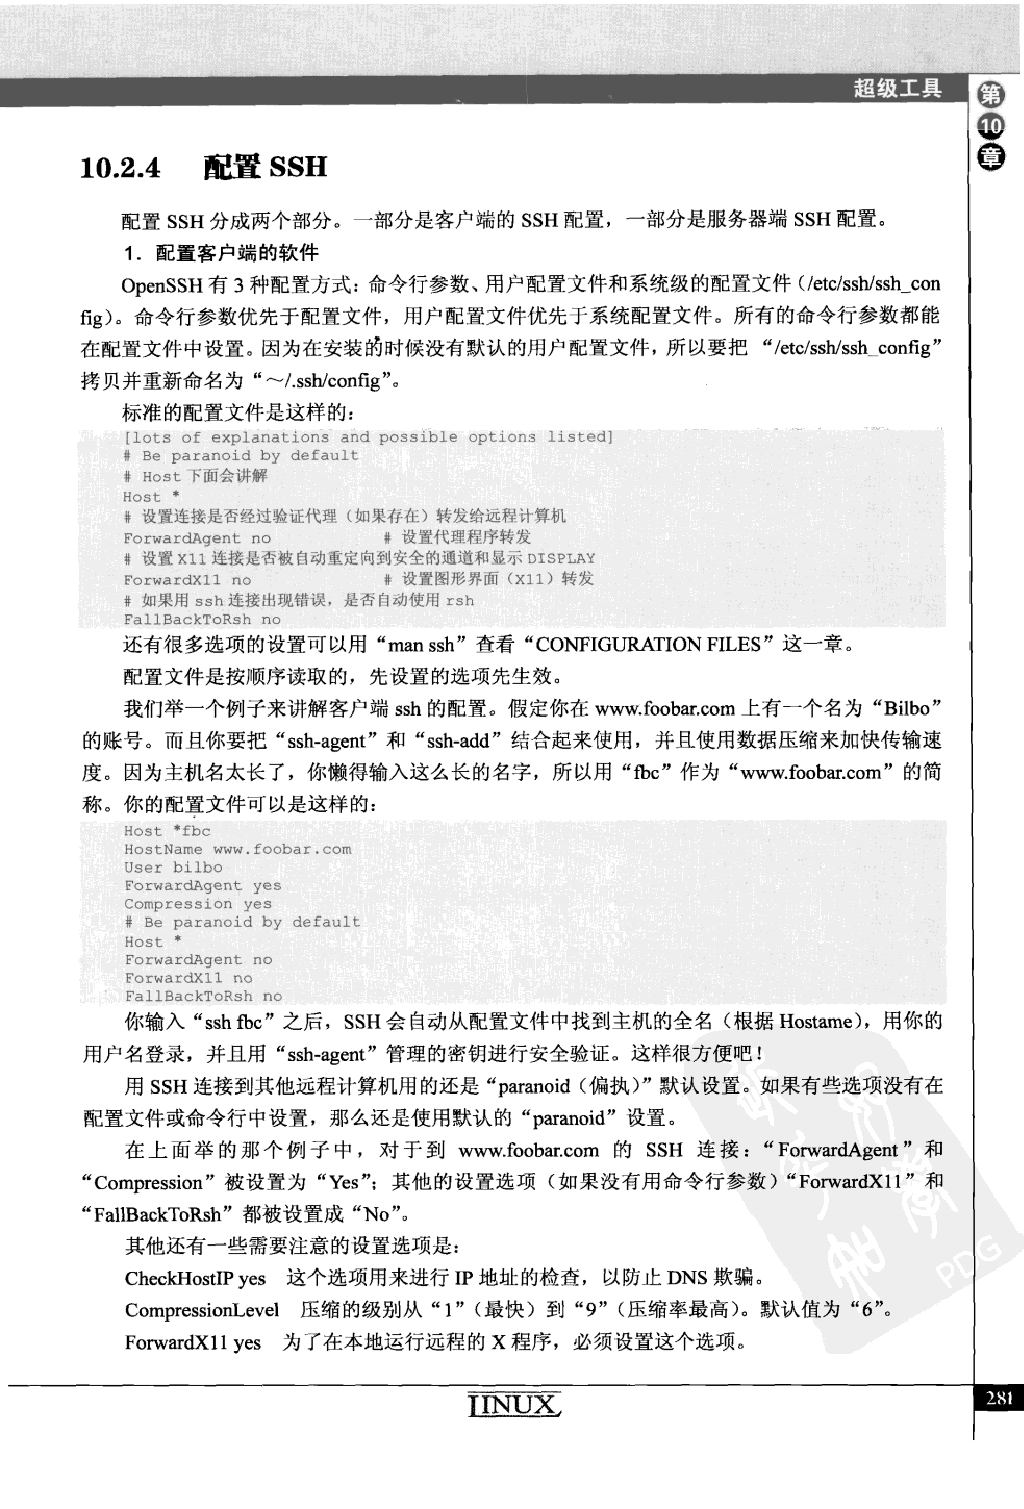 超级工具
第
10
章
10.2.4 配置 SSH
配置 SSH 分成两个部分。一部分是客户端的 SSH 配置，一部分是服务器端 SSH 配置。
1．配置客户端的软件
OpenSSH 有 3 种配置方式：命令行参数、用户配置文件和系统级的配置文件（/etc/ssh/ssh_con
fig）。命令行参数优先于配置文件，用户配置文件优先于系统配置文件。所有的命令行参数都能
在配置文件中设置。因为在安装的时候没有默认的用户配置文件，所以要把 “/etc/ssh/ssh_config”
拷贝并重新命名为“～/.ssh/config”。
标准的配置文件是这样的：
[lots of explanations and possible options listed]
# Be paranoid by default
# Host 下面会讲解
Host *
# 设置连接是否经过验证代理（如果存在）转发给远程计算机
ForwardAgent no # 设置代理程序转发
# 设置 X11 连接是否被自动重定向到安全的通道和显示 DISPLAY
ForwardX11 no # 设置图形界面（X11）转发
# 如果用 ssh 连接出现错误，是否自动使用 rsh
FallBackToRsh no
还有很多选项的设置可以用“man ssh”查看“CONFIGURATION FILES”这一章。
配置文件是按顺序读取的，先设置的选项先生效。
我们举一个例子来讲解客户端 ssh 的配置。假定你在 www.foobar.com 上有一个名为“Bilbo”
的账号。而且你要把“ssh-agent”和“ssh-add”结合起来使用，并且使用数据压缩来加快传输速
度。因为主机名太长了，你懒得输入这么长的名字，所以用“fbc”作为“www.foobar.com”的简
称。你的配置文件可以是这样的：
Host *fbc
HostName www.foobar.com
User bilbo
ForwardAgent yes
Compression yes
# Be paranoid by default
Host *
ForwardAgent no
ForwardX11 no
FallBackToRsh no
你输入“ssh fbc”之后，SSH 会自动从配置文件中找到主机的全名（根据 Hostame），用你的
用户名登录，并且用“ssh-agent”管理的密钥进行安全验证。这样很方便吧！
用 SSH 连接到其他远程计算机用的还是“paranoid（偏执）”默认设置。如果有些选项没有在
配置文件或命令行中设置，那么还是使用默认的“paranoid”设置。
在上面举的那个例子中，对于到 www.foobar.com 的 SSH 连接：“ForwardAgent”和
“Compression”被设置为“Yes”；其他的设置选项（如果没有用命令行参数）“ForwardX11”和
“FallBackToRsh”都被设置成“No”。
其他还有一些需要注意的设置选项是：
CheckHostIP yes 这个选项用来进行 IP 地址的检查，以防止 DNS 欺骗。
CompressionLevel 压缩的级别从“1”（最快）到“9”（压缩率最高）。默认值为“6”。
ForwardX11 yes 为了在本地运行远程的 X 程序，必须设置这个选项。
PDG
LINUX
281